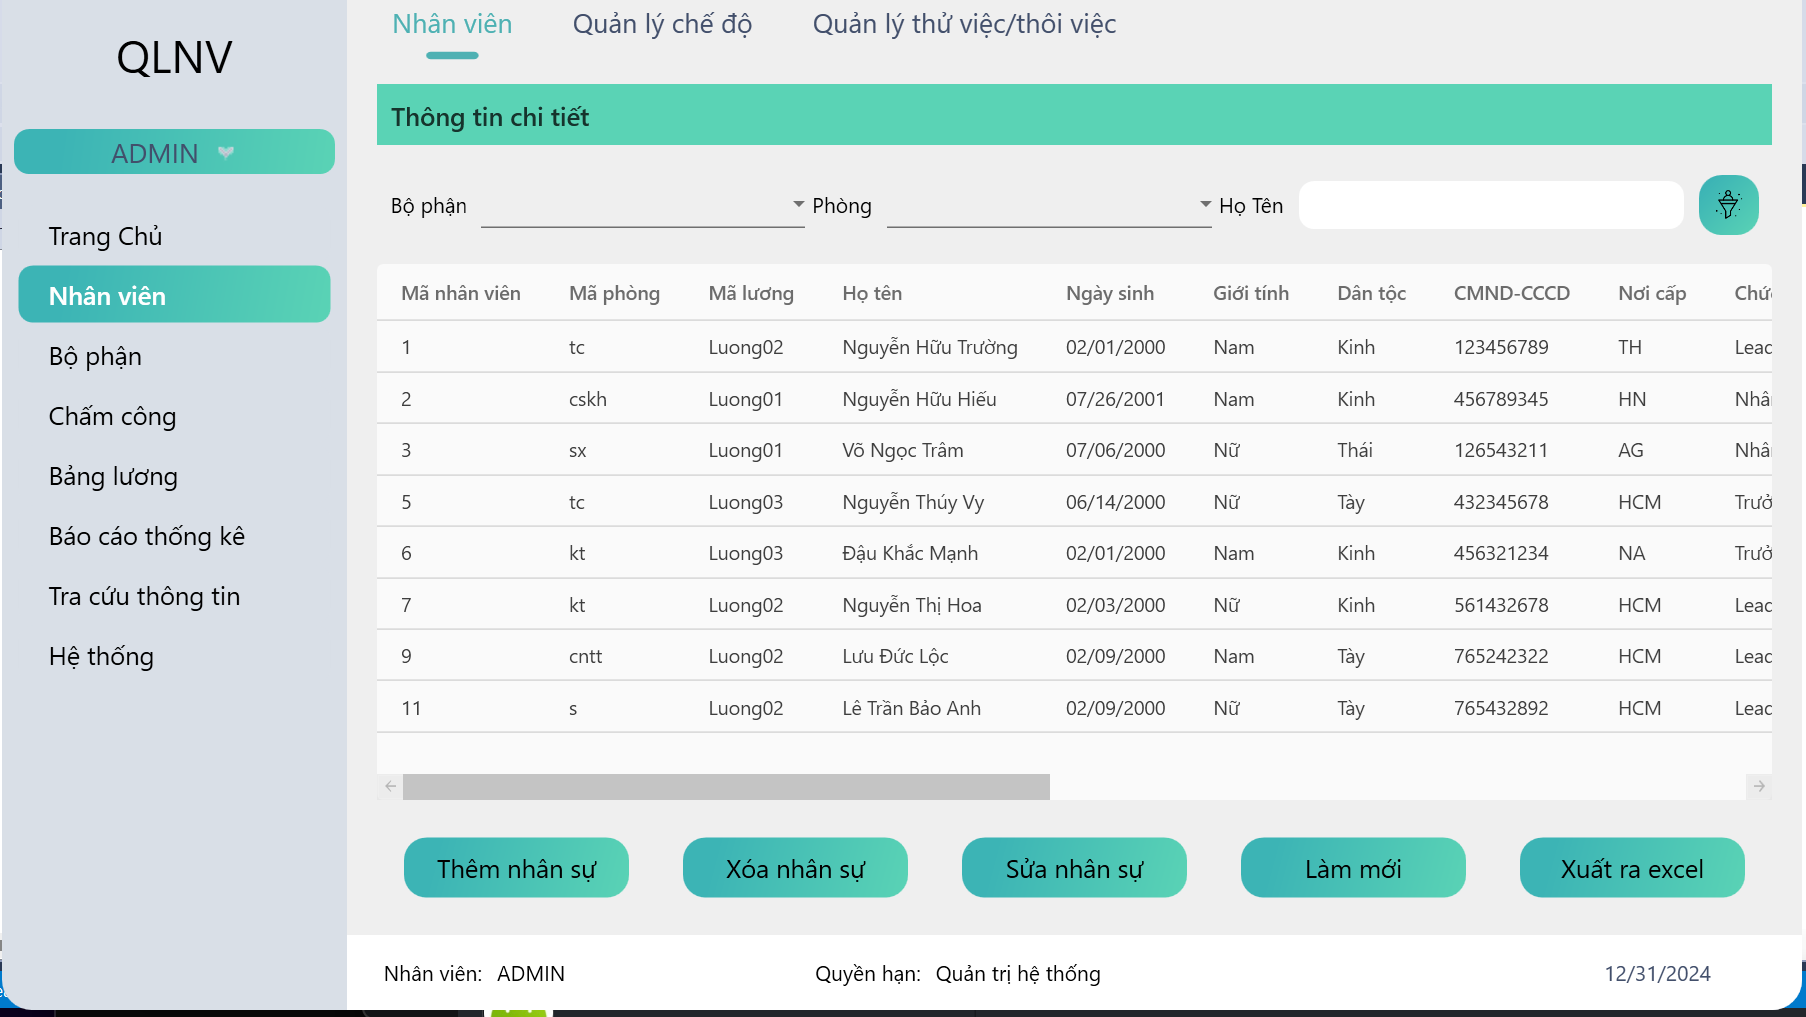 QLNV
ADMIN
Trang Chủ
Nhân viên
Bộ phận
Chấm công
Bảng lương
Báo cáo thống kê
Tra cứu thông tin
Hệ thống
Nhân viên Quản lý chế độ Quản lý thử việc/thôi việc
Thông tin chi tiết
Bộ phận Phòng Họ Tên
Mã nhân viên Mã phòng Mã lương Họ tên Ngày sinh Giới tính Dân tộc CMND-CCCD Nơi cấp
1 tc Luong02 Nguyễn Hữu Trường 02/01/2000 Nam Kinh 123456789 TH
2 cskh Luong01 Nguyễn Hữu Hiếu 07/26/2001 Nam Kinh 456789345 HN
3 sx Luong01 Võ Ngọc Trâm 07/06/2000 Nữ Thái 126543211 AG
5 tc Luong03 Nguyễn Thúy Vy 06/14/2000 Nữ Tày 432345678 HCM
6 kt Luong03 Đậu Khắc Mạnh 02/01/2000 Nam Kinh 456321234 NA
7 kt Luong02 Nguyễn Thị Hoa 02/03/2000 Nữ Kinh 561432678 HCM
9 cntt Luong02 Lưu Đức Lộc 02/09/2000 Nam Tày 765242322 HCM
11 s Luong02 Lê Trần Bảo Anh 02/09/2000 Nữ Tày 765432892 HCM
Thêm nhân sự Xóa nhân sự Sửa nhân sự Làm mới Xuất ra excel
Nhân viên: ADMIN Quyền hạn: Quản trị hệ thống 12/31/2024